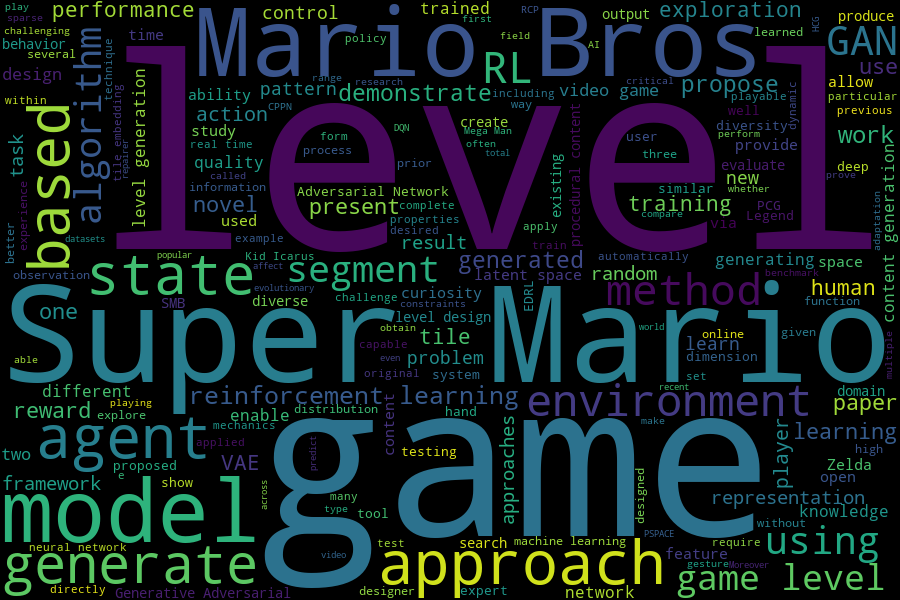 play
sparse
performance
Mario Bros
control
trained
first
RCP
output
exploration
HCG
produce
challenging
behavior
several
time
technique
policy
field
AI
learned
GAN
design
algorithm
level
RL
including
way
video game
range
research
critical
propose
playable
dynamic
use
allow
particular
previous
within
ability
pattern
demonstrate
action
CPPN
create
Mega Man
well
diversity
perform
study
real time
form
DQN
often
total
user
provide
work
based
task
level generation
tile embedding
repairer
quality
process
prior
three
evaluate
new
whether
deep
prove
information
called
Adversarial Network
complete
existing
procedural content
similar
PCG
Legend
novel
used
present
properties
desired
training
compare
via
experience
better
datasets
example
result
apply
train
adaptation
content generation
observation
popular
affect
Kid Icarus
generated
latent space
automatically
random
generating
space
benchmark
state
segment
evolutionary
curiosity
method
human
function
SMB
diverse
challenge
constraints
level design
EDRL
one
Super Mario
obtain
tile
world
online
learn
given
multiple
able
capable
even
problem
dimension
original
system
set
recent
domain
different
playing
reinforcement learning
environment
reward
explore
enable
distribution
hand
make
paper
agent
mechanics
content
game
approaches
player
learning
two
applied
testing
designed
high
proposed
e
VAE
predict
Zelda
framework
show
across
many
type
tool
representation
open
model
knowledge
without
PSPACE
neural network
video
test
search
machine learning
require
using
feature
generate
approach
gesture
Moreover
directly
Generative Adversarial
designer
expert
network
game level